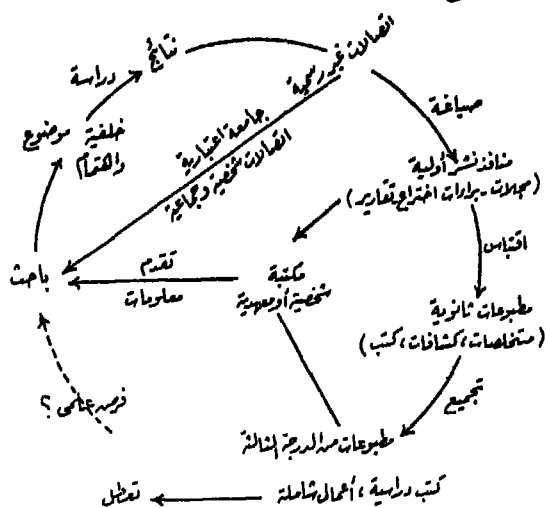 اتصالات غير رسمية
نتائج
دراسة
صياغة
جامعة اعتبارية
اتصالات شخصية وجماعية
خلفية موضوع
واهتمام
منافذ نشر أولية
(مجلات - براءات اختراع تقارير)
اقتباس
باحث
تقدم
معلومات
مكتبة
شخصية أو معهدية
مطبوعات ثانوية
(مستخلصات، كشافات، كتب)
تجميع
فرص علمي ؟
مطبوعات من الدرجة الثالثة
كتب دراسية، أعمال شاملة
تعطل